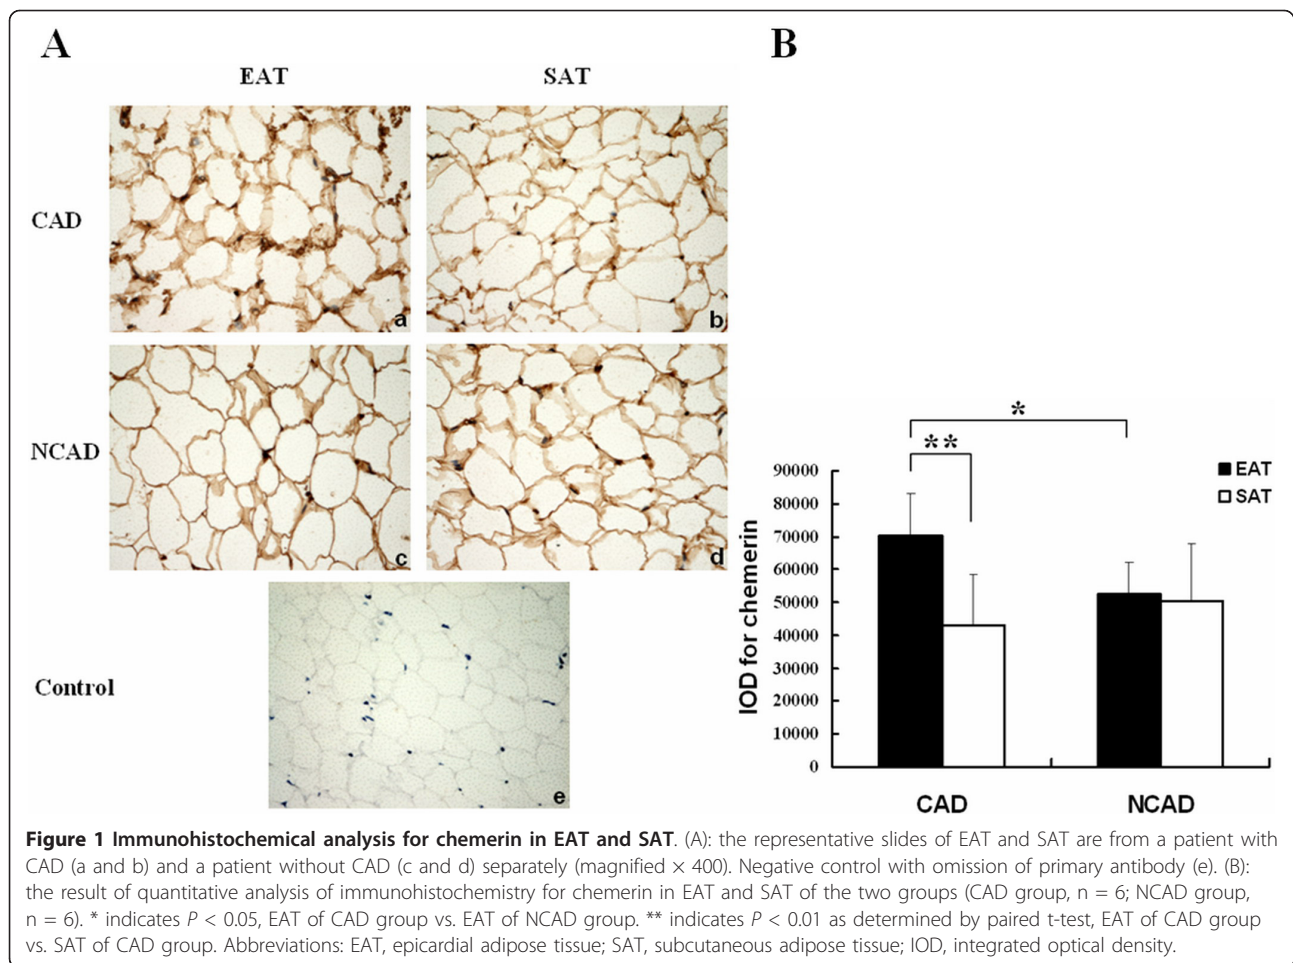 A
B
EAT
SAT
CAD
a
b
NCAD
c
d
Control
e
*
**
90000
80000
70000
60000
50000
40000
30000
20000
10000
0
IOD for chemerin
EAT
SAT
CAD
NCAD
Figure 1 Immunohistochemical analysis for chemerin in EAT and SAT. (A): the representative slides of EAT and SAT are from a patient with
CAD (a and b) and a patient without CAD (c and d) separately (magnified × 400). Negative control with omission of primary antibody (e). (B):
the result of quantitative analysis of immunohistochemistry for chemerin in EAT and SAT of the two groups (CAD group, n = 6; NCAD group,
n = 6). * indicates P < 0.05, EAT of CAD group vs. EAT of NCAD group. ** indicates P < 0.01 as determined by paired t-test, EAT of CAD group
vs. SAT of CAD group. Abbreviations: EAT, epicardial adipose tissue; SAT, subcutaneous adipose tissue; IOD, integrated optical density.